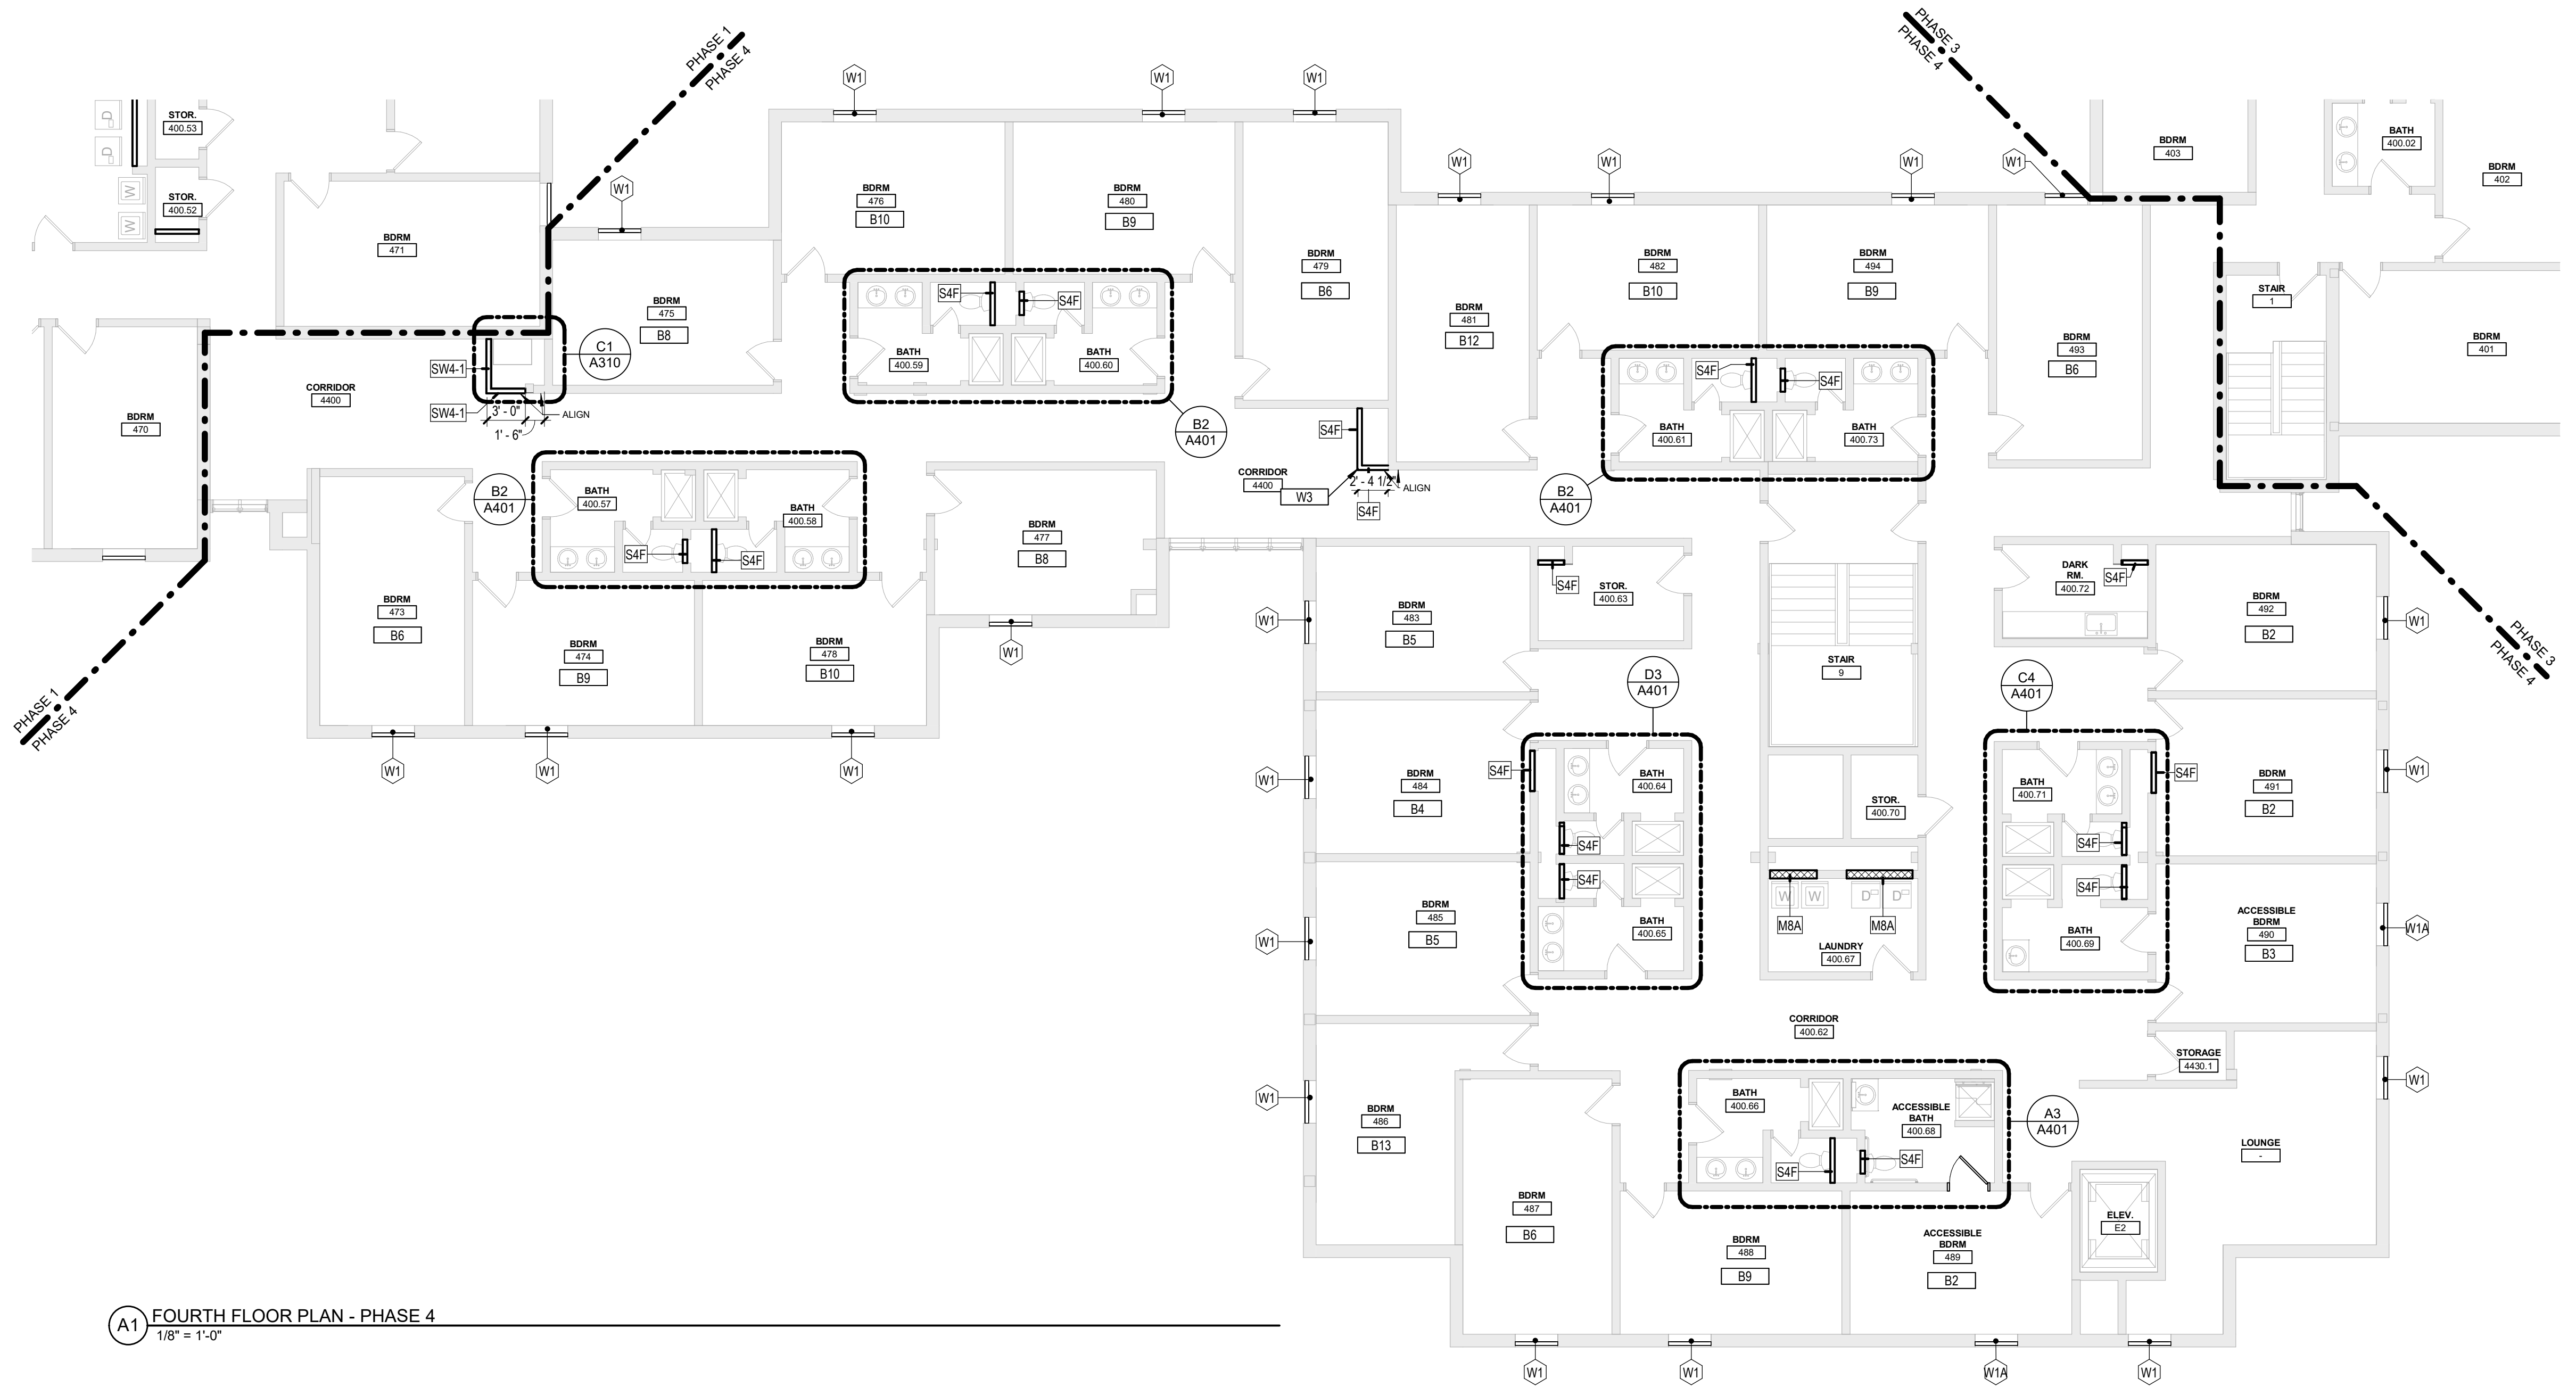 PHASE 1
PHASE 4
PHASE 3
PHASE 4
W1
W1
W1
W1
W1
W1
W1
W1
STOR.
400.53
D
D
W
W
STOR.
400.52
BDRM
471
BDRM
476
B10
BDRM
480
B9
BDRM
479
B6
BDRM
482
B10
BDRM
494
B9
BDRM
403
BATH
400.02
BDRM
402
BDRM
475
B8
S4F
S4F
BATH
400.59
BATH
400.60
BDRM
481
B12
BDRM
493
B6
STAIR
1
BDRM
401
C1
A310
SW4-1
SW4-1
3' - 0"
1' - 6"
ALIGN
CORRIDOR
4400
BDRM
470
B2
A401
S4F
S4F
BATH
400.61
BATH
400.73
S4F
CORRIDOR
4400
W3
2' - 4 1/2"
ALIGN
S4F
B2
A401
B2
A401
BATH
400.57
BATH
400.58
S4F
S4F
BDRM
477
B8
BDRM
473
B6
BDRM
474
B9
BDRM
478
B10
W1
W1
W1
W1
PHASE 1
PHASE 4
BDRM
483
B5
W1
S4F
STOR.
400.63
DARK
RM.
400.72
S4F
BDRM
492
B2
W1
PHASE 3
PHASE 4
STAIR
9
D3
A401
C4
A401
W1
BDRM
484
B4
S4F
BATH
400.64
S4F
S4F
BATH
400.65
STOR.
400.70
BATH
400.71
S4F
S4F
S4F
BATH
400.69
BDRM
491
B2
W1
W1
BDRM
485
B5
W
W
D
D
M8A
M8A
LAUNDRY
400.67
ACCESSIBLE
BDRM
490
B3
W1A
CORRIDOR
400.62
STORAGE
4430.1
W1
W1
BDRM
486
B13
BATH
400.66
ACCESSIBLE
BATH
400.68
S4F
S4F
A3
A401
LOUNGE
-
BDRM
487
B6
BDRM
488
B9
ACCESSIBLE
BDRM
489
B2
ELEV.
E2
W1
W1
W1A
W1
A1
FOURTH FLOOR PLAN - PHASE 4
1/8" = 1'-0"